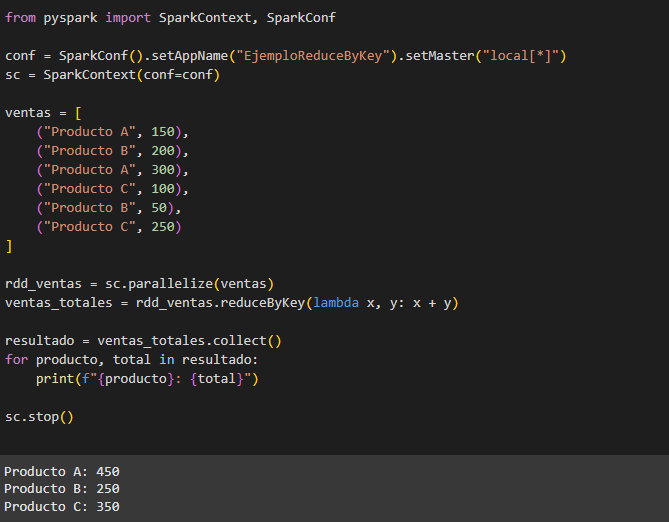 from pyspark import SparkContext, SparkConf
conf = SparkConf().setAppName("EjemploReduceByKey").setMaster("local[*]")
sc = SparkContext(conf=conf)
ventas = [
    ("Producto A", 150),
    ("Producto B", 200),
    ("Producto A", 300),
    ("Producto C", 100),
    ("Producto B", 50),
    ("Producto C", 250)
]
rdd_ventas = sc.parallelize(ventas)
ventas_totales = rdd_ventas.reduceByKey(lambda x, y: x + y)
resultado = ventas_totales.collect()
for producto, total in resultado:
    print(f"{producto}: {total}")
sc.stop()
Producto A: 450
Producto B: 250
Producto C: 350